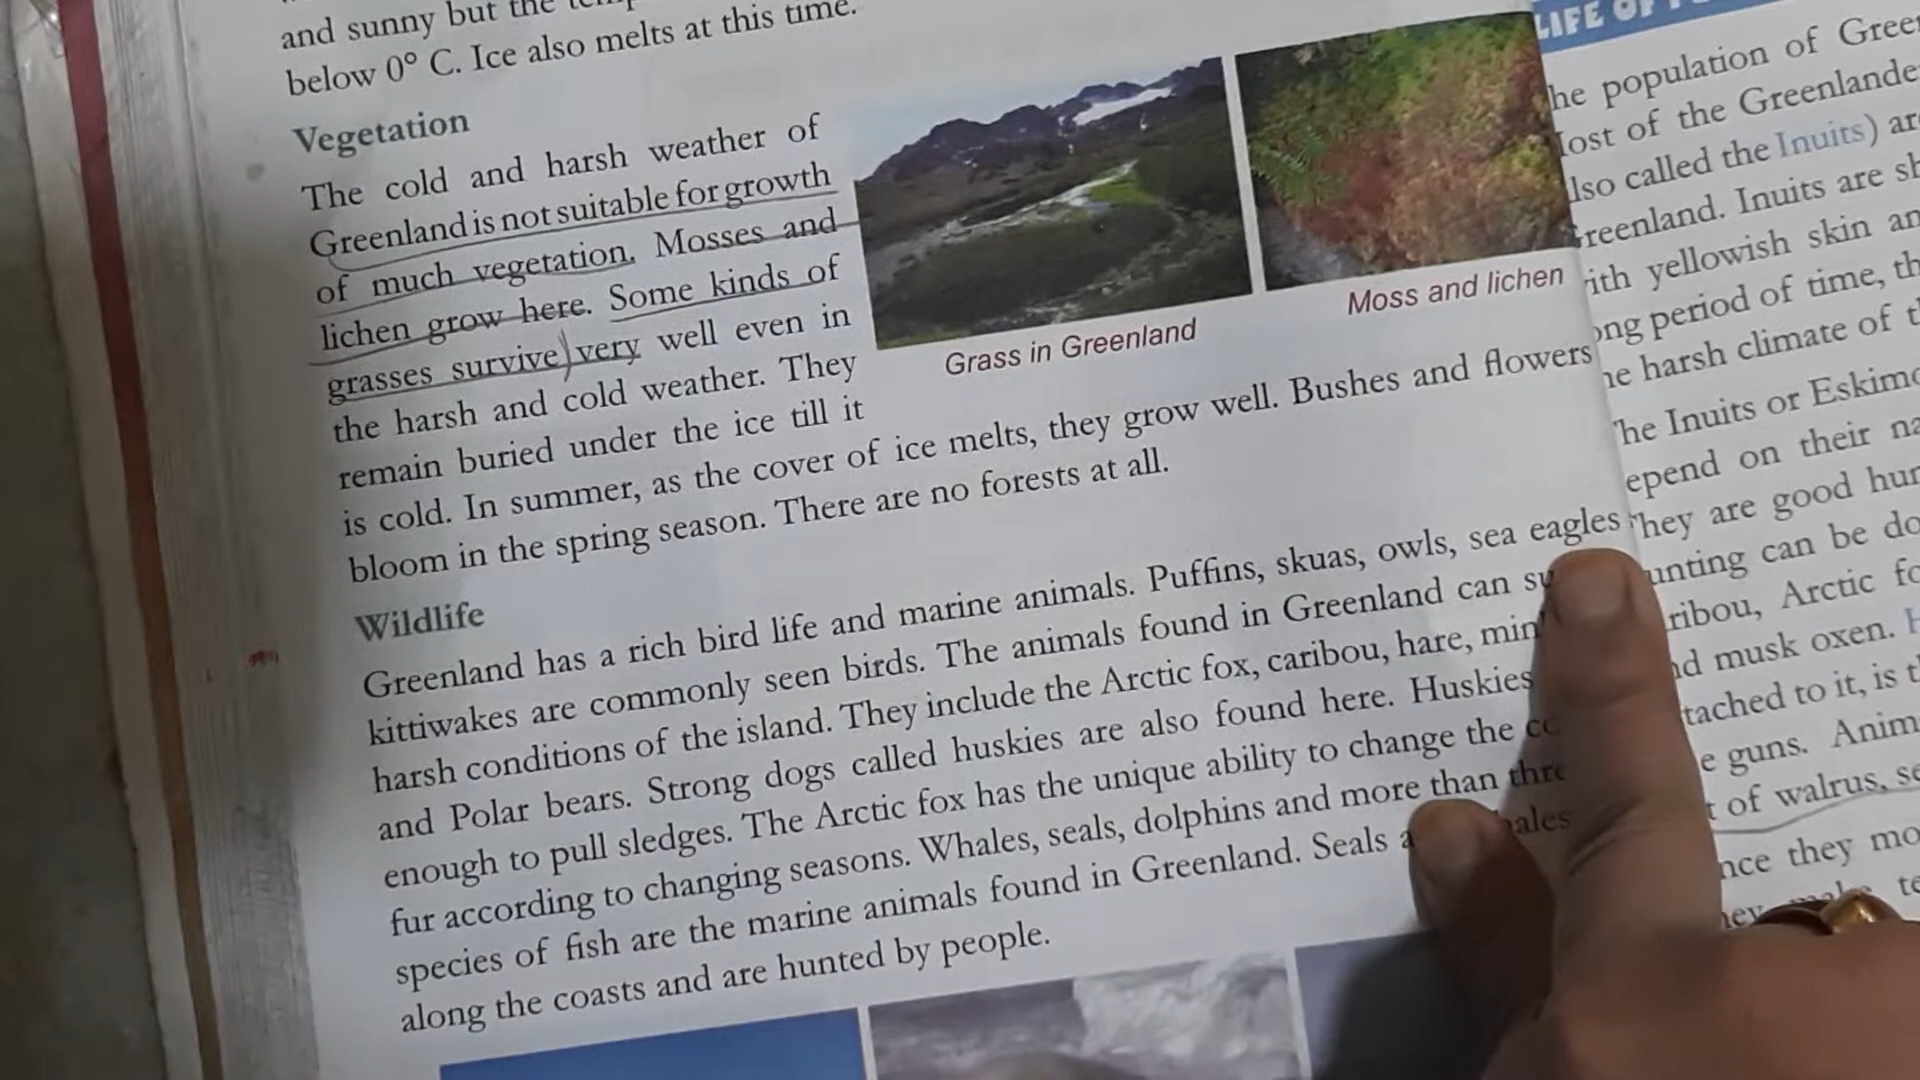 and sunny but the
below 0° C. Ice also melts at this time.
Vegetation
The cold and harsh weather of
Greenland is not suitable for growth
of much vegetation. Mosses and
lichen grow here. Some kinds of
grasses survive very well even in
the harsh and cold weather. They
remain buried under the ice till it
is cold. In summer, as the cover of ice melts, they grow well. Bushes and flowers
bloom in the spring season. There are no forests at all.
Grass in Greenland
Moss and lichen
Wildlife
Greenland has a rich bird life and marine animals. Puffins, skuas, owls, sea eagles
kittiwakes are commonly seen birds. The animals found in Greenland can
harsh conditions of the island. They include the Arctic fox, caribou, hare,
and Polar bears. Strong dogs called huskies are also found here. Huskies
enough to pull sledges. The Arctic fox has the unique ability to change the
fur according to changing seasons. Whales, seals, dolphins and more than
species of fish are the marine animals found in Greenland. Seals
along the coasts and are hunted by people.
LIFE OF
he population of
ost of the
lso called the Inuits)
reenland. Inuits are
ith yellowish skin
ong period of time,
he harsh climate of
he Inuits or
epend on their
hey are good
unting can be
ribou, Arctic
nd musk oxen.
tached to it, is
e guns.
of walrus,
nce they